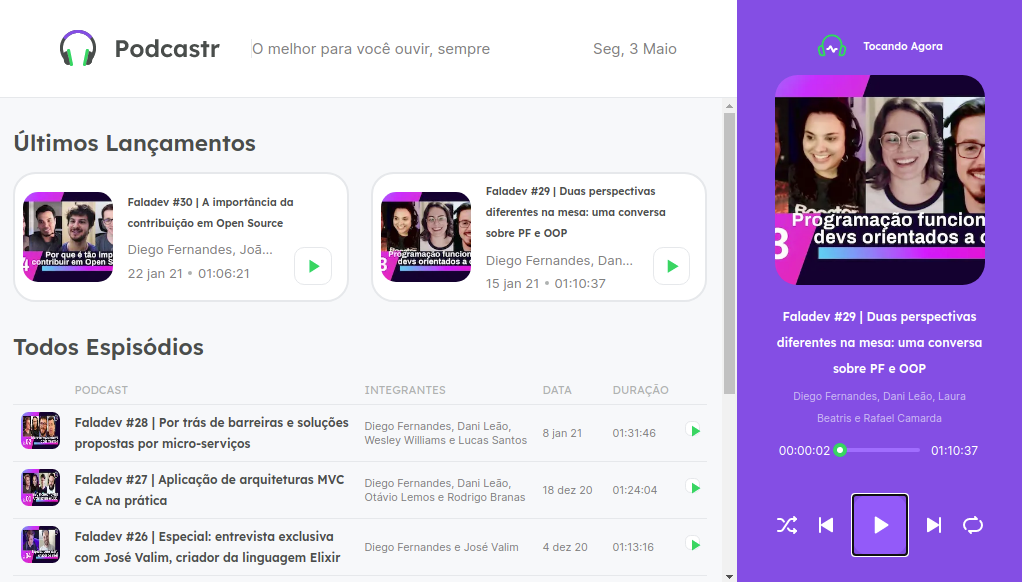 Podcastr
O melhor para você ouvir, sempre
Seg, 3 Maio
Últimos Lançamentos
Por que é tão imp
contribuir em Open S
Faladev #30 | A importância da
contribuição em Open Source
Diego Fernandes, Joã...
22 jan 21 • 01:06:21
Programação funcion
devs orientados a o
Faladev #29 | Duas perspectivas
diferentes na mesa: uma conversa
sobre PF e OOP
Diego Fernandes, Dan...
15 jan 21 • 01:10:37
Todos Espisódios
PODCAST INTEGRANTES DATA DURAÇÃO
Faladev #28 | Por trás de barreiras e soluções
propostas por micro-serviços
Diego Fernandes, Dani Leão,
Wesley Williams e Lucas Santos
8 jan 21
01:31:46
Faladev #27 | Aplicação de arquiteturas MVC
e CA na prática
Diego Fernandes, Dani Leão,
Otávio Lemos e Rodrigo Branas
18 dez 20
01:24:04
Faladev #26 | Especial: entrevista exclusiva
com José Valim, criador da linguagem Elixir
Diego Fernandes e José Valim
4 dez 20
01:13:16
Tocando Agora
Programação funcion
3 devs orientados a o
Faladev #29 | Duas perspectivas
diferentes na mesa: uma conversa
sobre PF e OOP
Diego Fernandes, Dani Leão, Laura
Beatris e Rafael Camarda
00:00:02 01:10:37